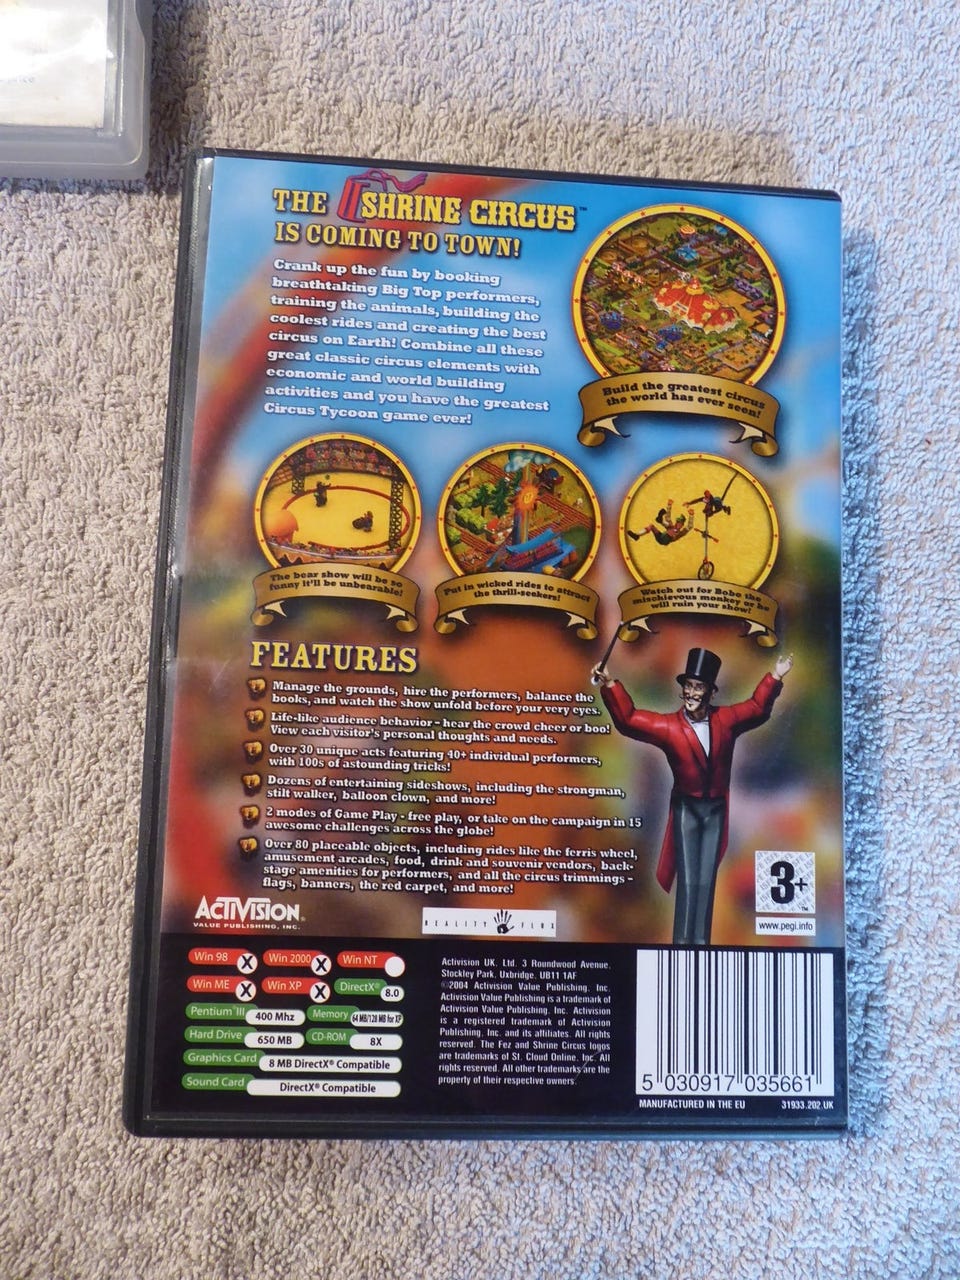 THE SHRINE CIRCUS™
IS COMING TO TOWN!
Crank up the fun by booking
breathtaking Big Top performers,
training the animals, building the
coolest rides and creating the best
circus on Earth! Combine all these
great classic circus elements with
economic and world building
activities and you have the greatest
Circus Tycoon game ever!
Build the greatest circus
the world has ever seen!
The bear show will be so
funny it'll be unbearable!
Put in wicked rides to attract
the thrill-seekers!
Watch out for Bobo the
mischievous monkey or he
will ruin your show!
FEATURES
Manage the grounds, hire the performers, balance the
books, and watch the show unfold before your very eyes.
Life-like audience behavior - hear the crowd cheer or boo!
View each visitor's personal thoughts and needs.
Over 30 unique acts featuring 40+ individual performers,
with 100s of astounding tricks!
Dozens of entertaining sideshows, including the strongman,
stilt walker, balloon clown, and more!
2 modes of Game Play - free play, or take on the campaign in 15
awesome challenges across the globe!
Over 80 placeable objects, including rides like the ferris wheel,
amusement arcades, food, drink and souvenir vendors, back-
stage amenities for performers, and all the circus trimmings -
flags, banners, the red carpet, and more!
ACTIVISION®
VALUE PUBLISHING, INC.
REALITY FLUX
3+™
www.pegi.info
Win 98 X Win 2000 X Win NT
Win ME X Win XP X DirectX® 8.0
Pentium® III 400 Mhz Memory 64 MB/128 MB for XP
Hard Drive 650 MB CD-ROM 8X
Graphics Card 8 MB DirectX® Compatible
Sound Card DirectX® Compatible
Activision UK. Ltd. 3 Roundwood Avenue.
Stockley Park. Uxbridge. UB11 1AF
©2004 Activision Value Publishing, Inc.
Activision Value Publishing is a trademark of
Activision Value Publishing, Inc. Activision
is a registered trademark of Activision
Publishing, Inc. and its affiliates. All rights
reserved. The Fez and Shrine Circus logos
are trademarks of St. Cloud Online, Inc. All
rights reserved. All other trademarks are the
property of their respective owners.
5 030917 035661
MANUFACTURED IN THE EU 31933.202.UK